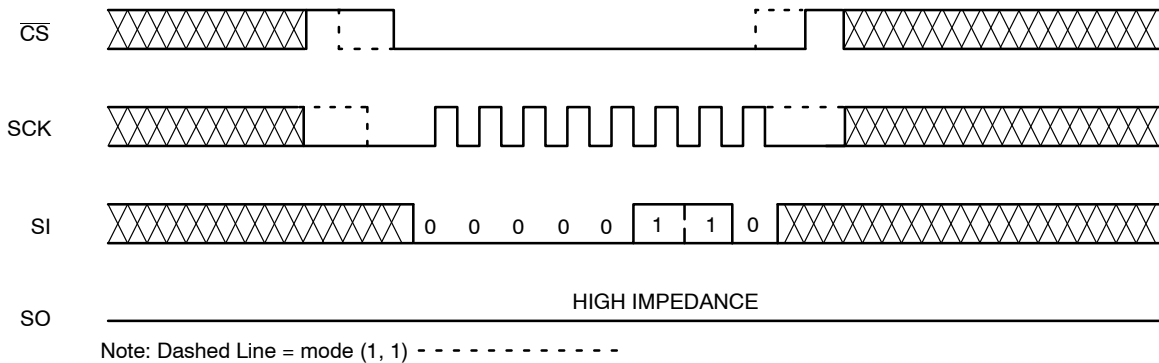 CS
SCK
SI
0 0 0 0 0 1 1 0
HIGH IMPEDANCE
SO
Note: Dashed Line = mode (1, 1)